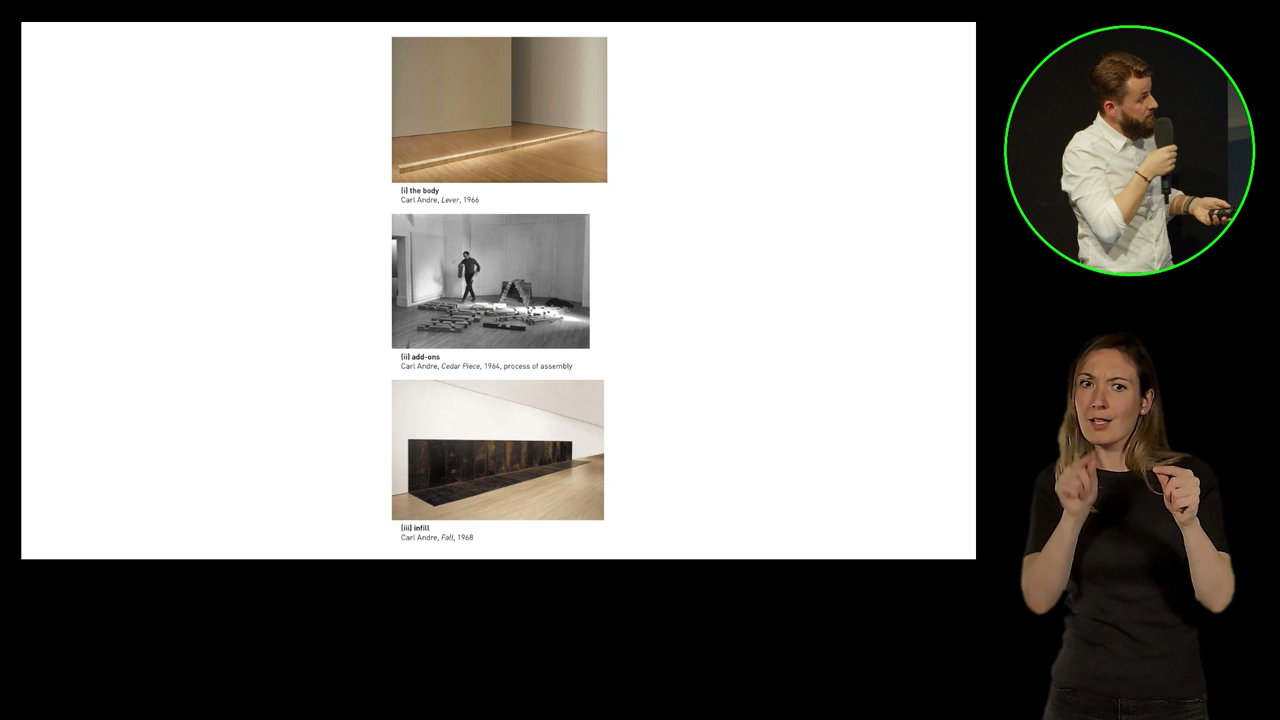 (i) the body
Carl Andre, Lever, 1966
(ii) add-ons
Carl Andre, Cedar Piece, 1964, process of assembly
(iii) infill
Carl Andre, Fall, 1968